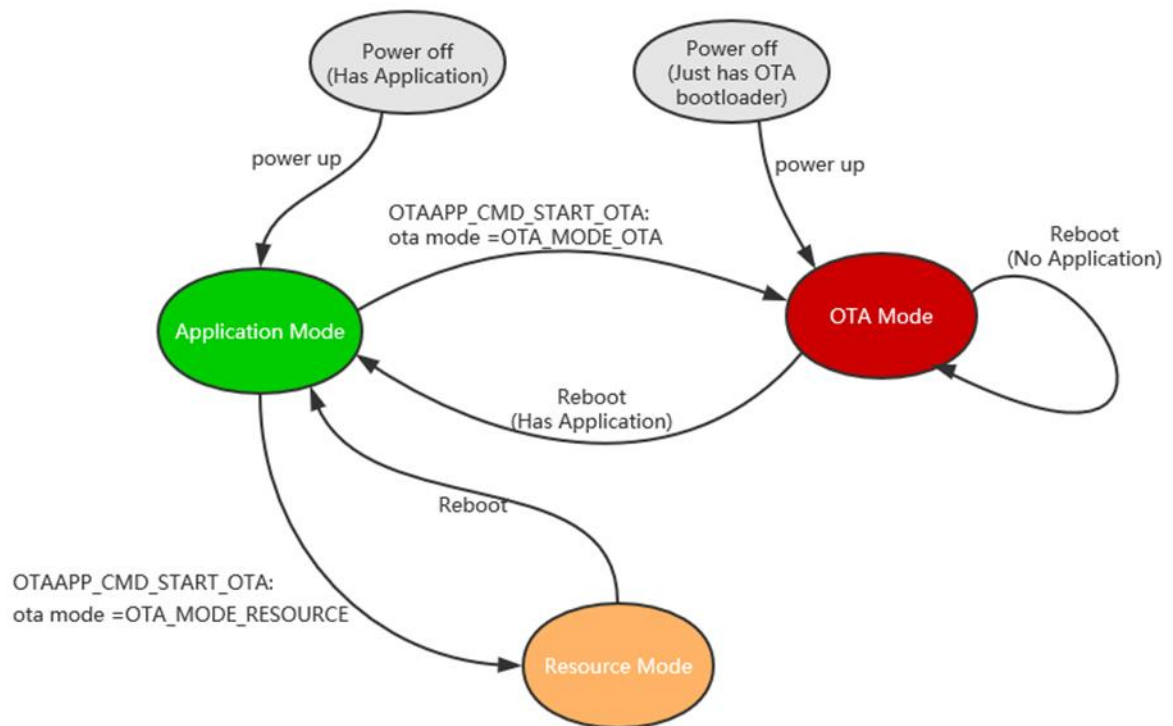 Power off
(Has Application)
Power off
(Just has OTA
bootloader)
power up
power up
OTAAPP_CMD_START_OTA:
ota mode =OTA_MODE_OTA
Reboot
(No Application)
Application Mode
OTA Mode
Reboot
(Has Application)
Reboot
OTAAPP_CMD_START_OTA:
ota mode =OTA_MODE_RESOURCE
Resource Mode